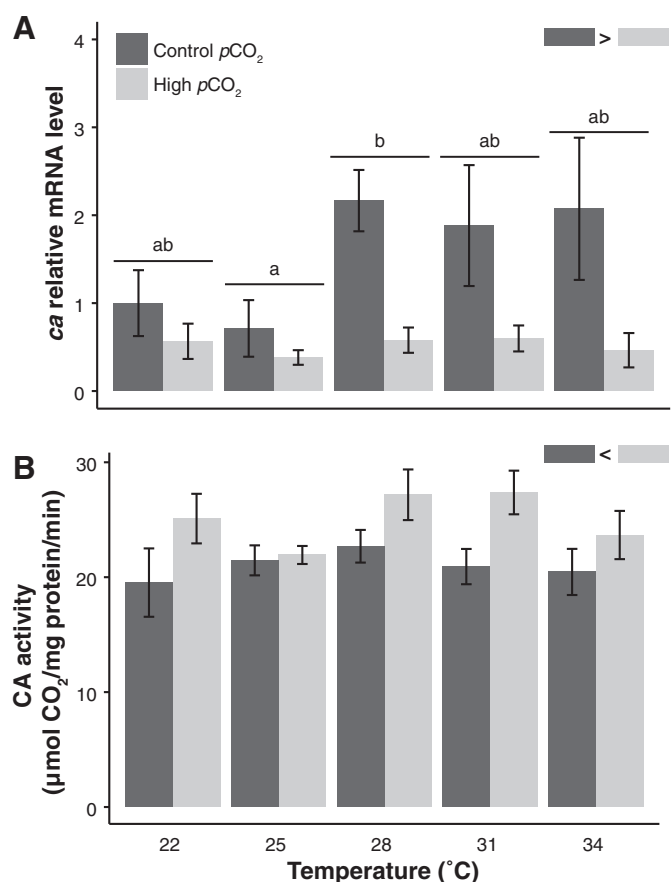 A
Control pCO₂
High pCO₂
>
ca relative mRNA level
4
3
2
1
0
ab
a
b
ab
ab
B
<
CA activity
(µmol CO₂/mg protein/min)
30
20
10
0
22 25 28 31 34
Temperature (˚C)